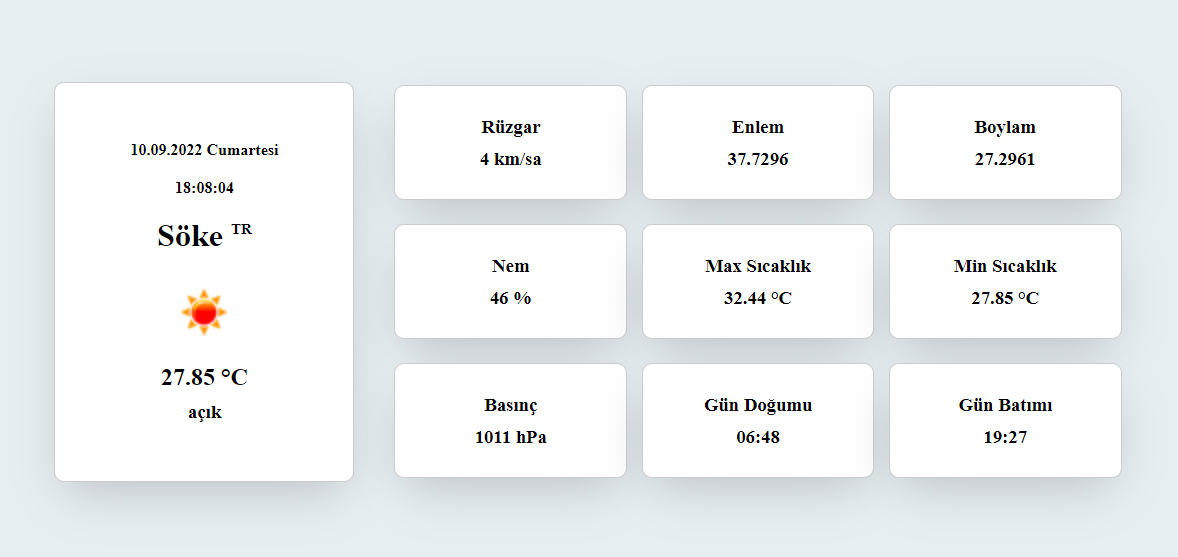 10.09.2022 Cumartesi
18:08:04
Söke TR
27.85 °C
açık
Rüzgar
4 km/sa
Enlem
37.7296
Boylam
27.2961
Nem
46 %
Max Sıcaklık
32.44 °C
Min Sıcaklık
27.85 °C
Basınç
1011 hPa
Gün Doğumu
06:48
Gün Batımı
19:27